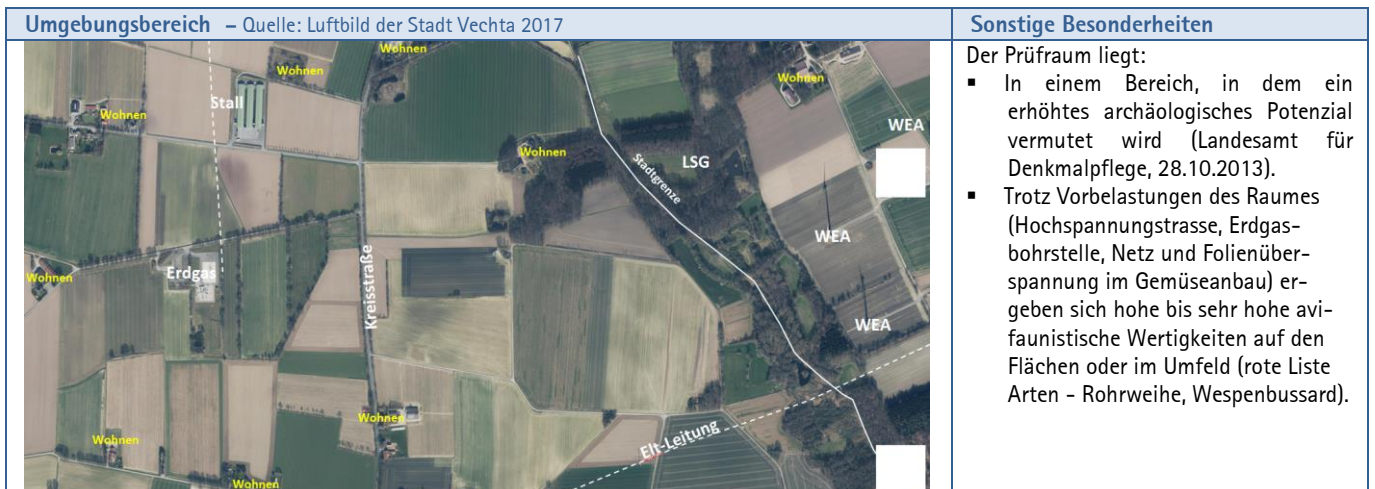 Umgebungsbereich – Quelle: Luftbild der Stadt Vechta 2017
Sonstige Besonderheiten
Wohnen
Wohnen
Wohnen
Stall
Wohnen
WEA
Wohnen
LSG
Stadtgrenze
WEA
Erdgas
Wohnen
Kreisstraße
WEA
Wohnen
Elt-Leitung
Wohnen
Wohnen
Der Prüfraum liegt:
▪ In einem Bereich, in dem ein
erhöhtes archäologisches Potenzial
vermutet wird (Landesamt für
Denkmalpflege, 28.10.2013).
▪ Trotz Vorbelastungen des Raumes
(Hochspannungstrasse, Erdgas-
bohrstelle, Netz und Folienüber-
spannung im Gemüseanbau) er-
geben sich hohe bis sehr hohe avi-
faunistische Wertigkeiten auf den
Flächen oder im Umfeld (rote Liste
Arten - Rohrweihe, Wespenbussard).